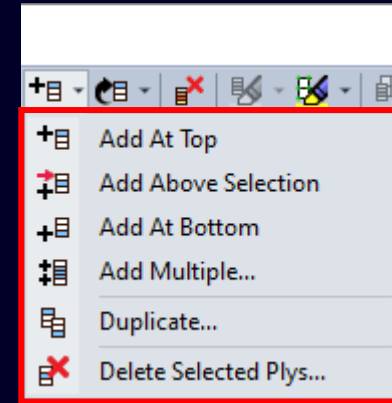 Add At Top
Add Above Selection
Add At Bottom
Add Multiple...
Duplicate...
Delete Selected Plys...